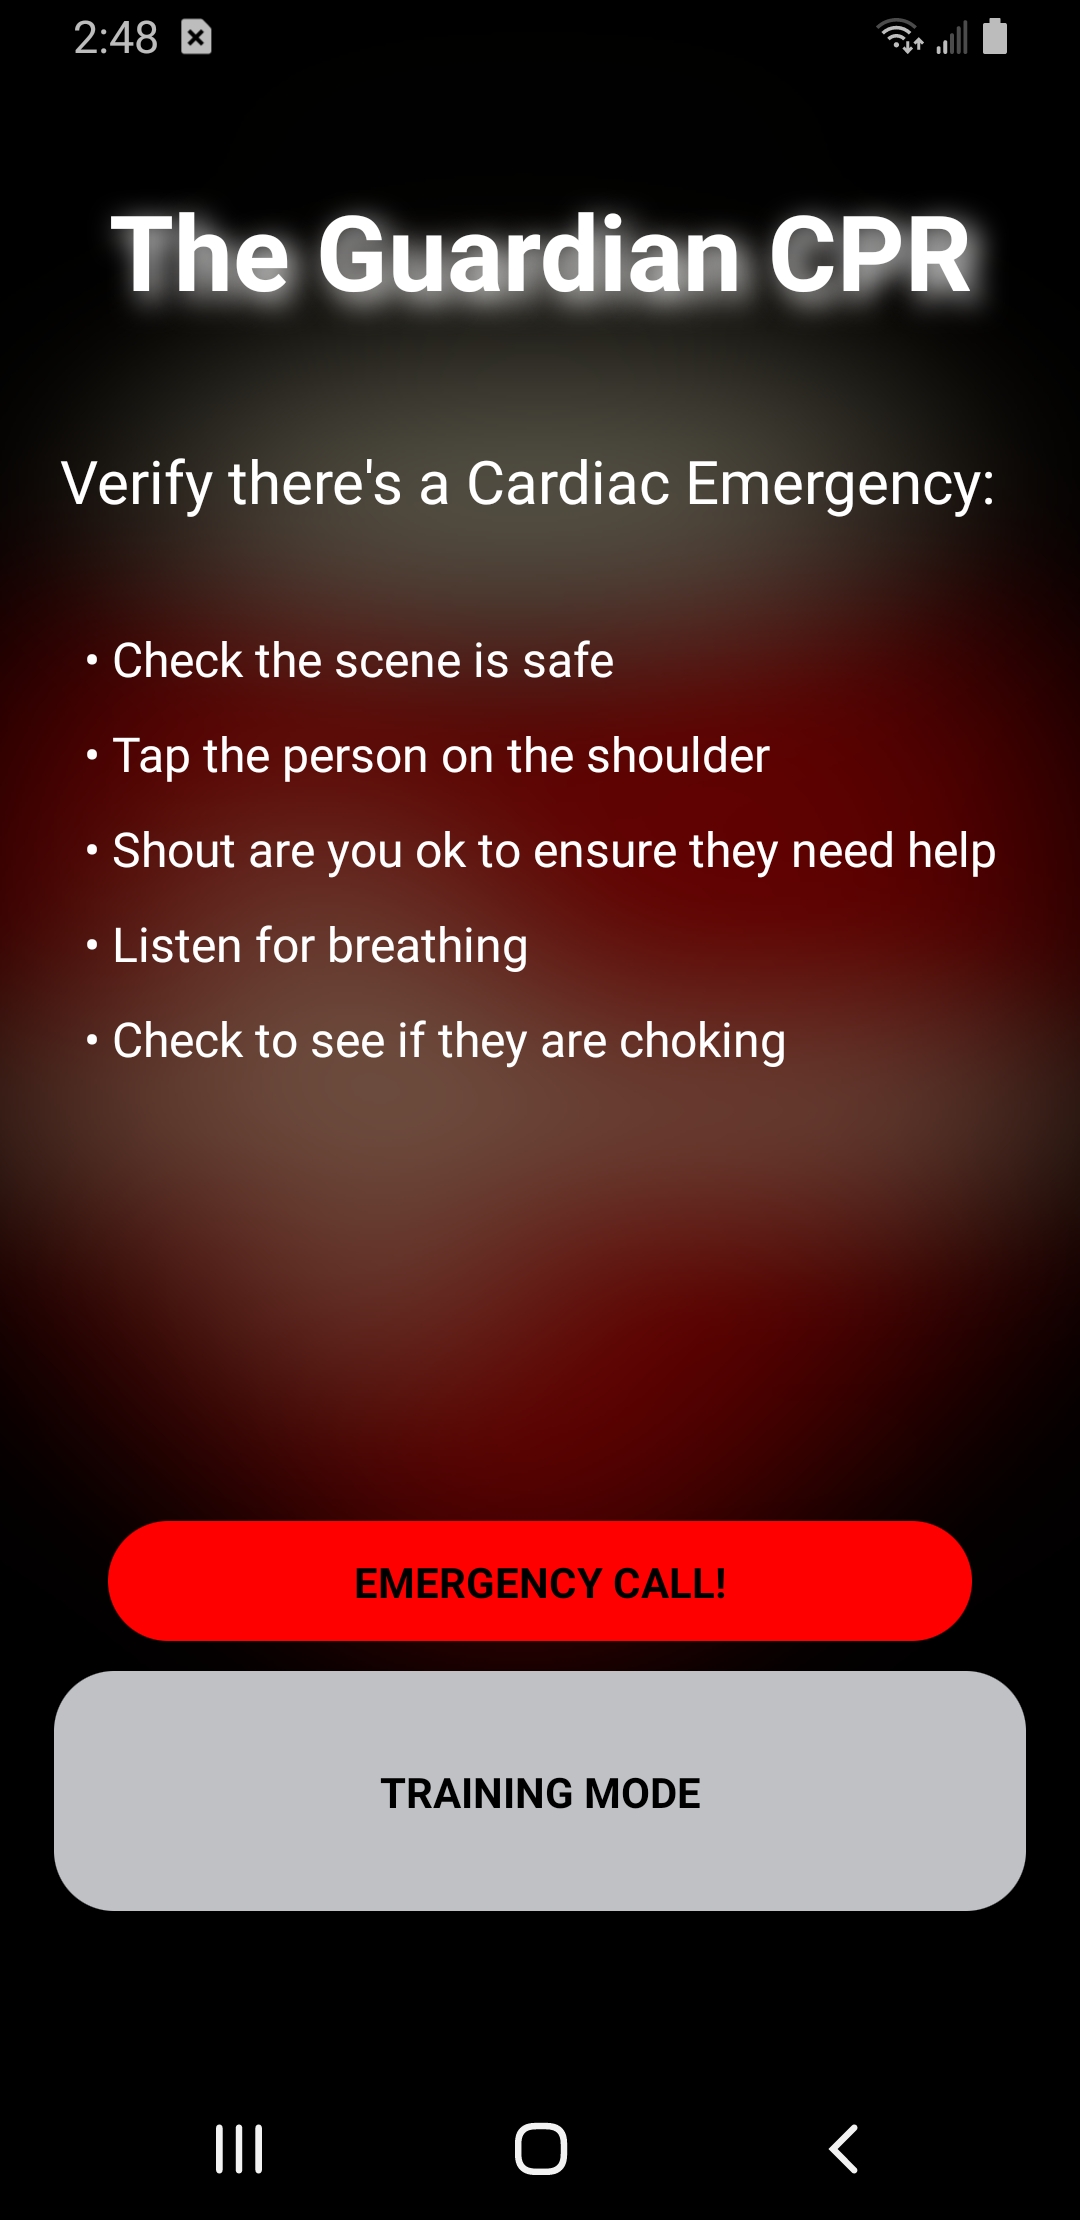 2:48
The Guardian CPR
Verify there's a Cardiac Emergency:
• Check the scene is safe
• Tap the person on the shoulder
• Shout are you ok to ensure they need help
• Listen for breathing
• Check to see if they are choking
EMERGENCY CALL!
TRAINING MODE